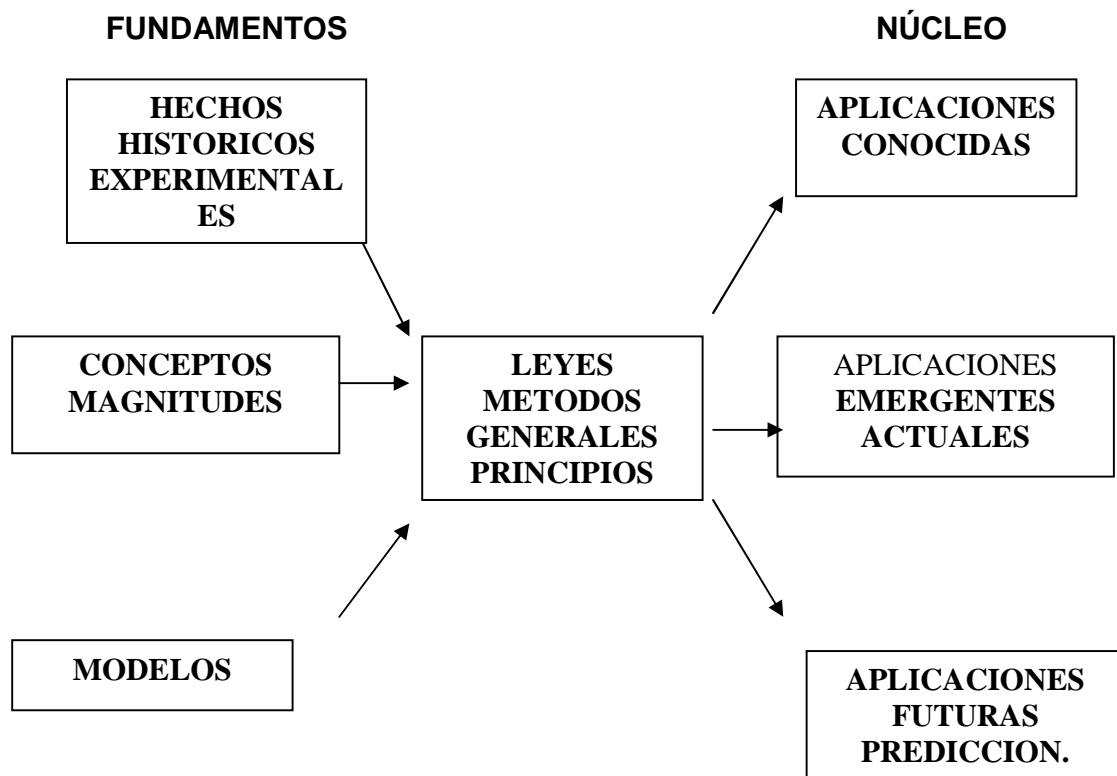 FUNDAMENTOS
NÚCLEO
HECHOS
HISTORICOS
EXPERIMENTAL
ES
APLICACIONES
CONOCIDAS
CONCEPTOS
MAGNITUDES
LEYES
METODOS
GENERALES
PRINCIPIOS
APLICACIONES
EMERGENTES
ACTUALES
MODELOS
APLICACIONES
FUTURAS
PREDICCION.